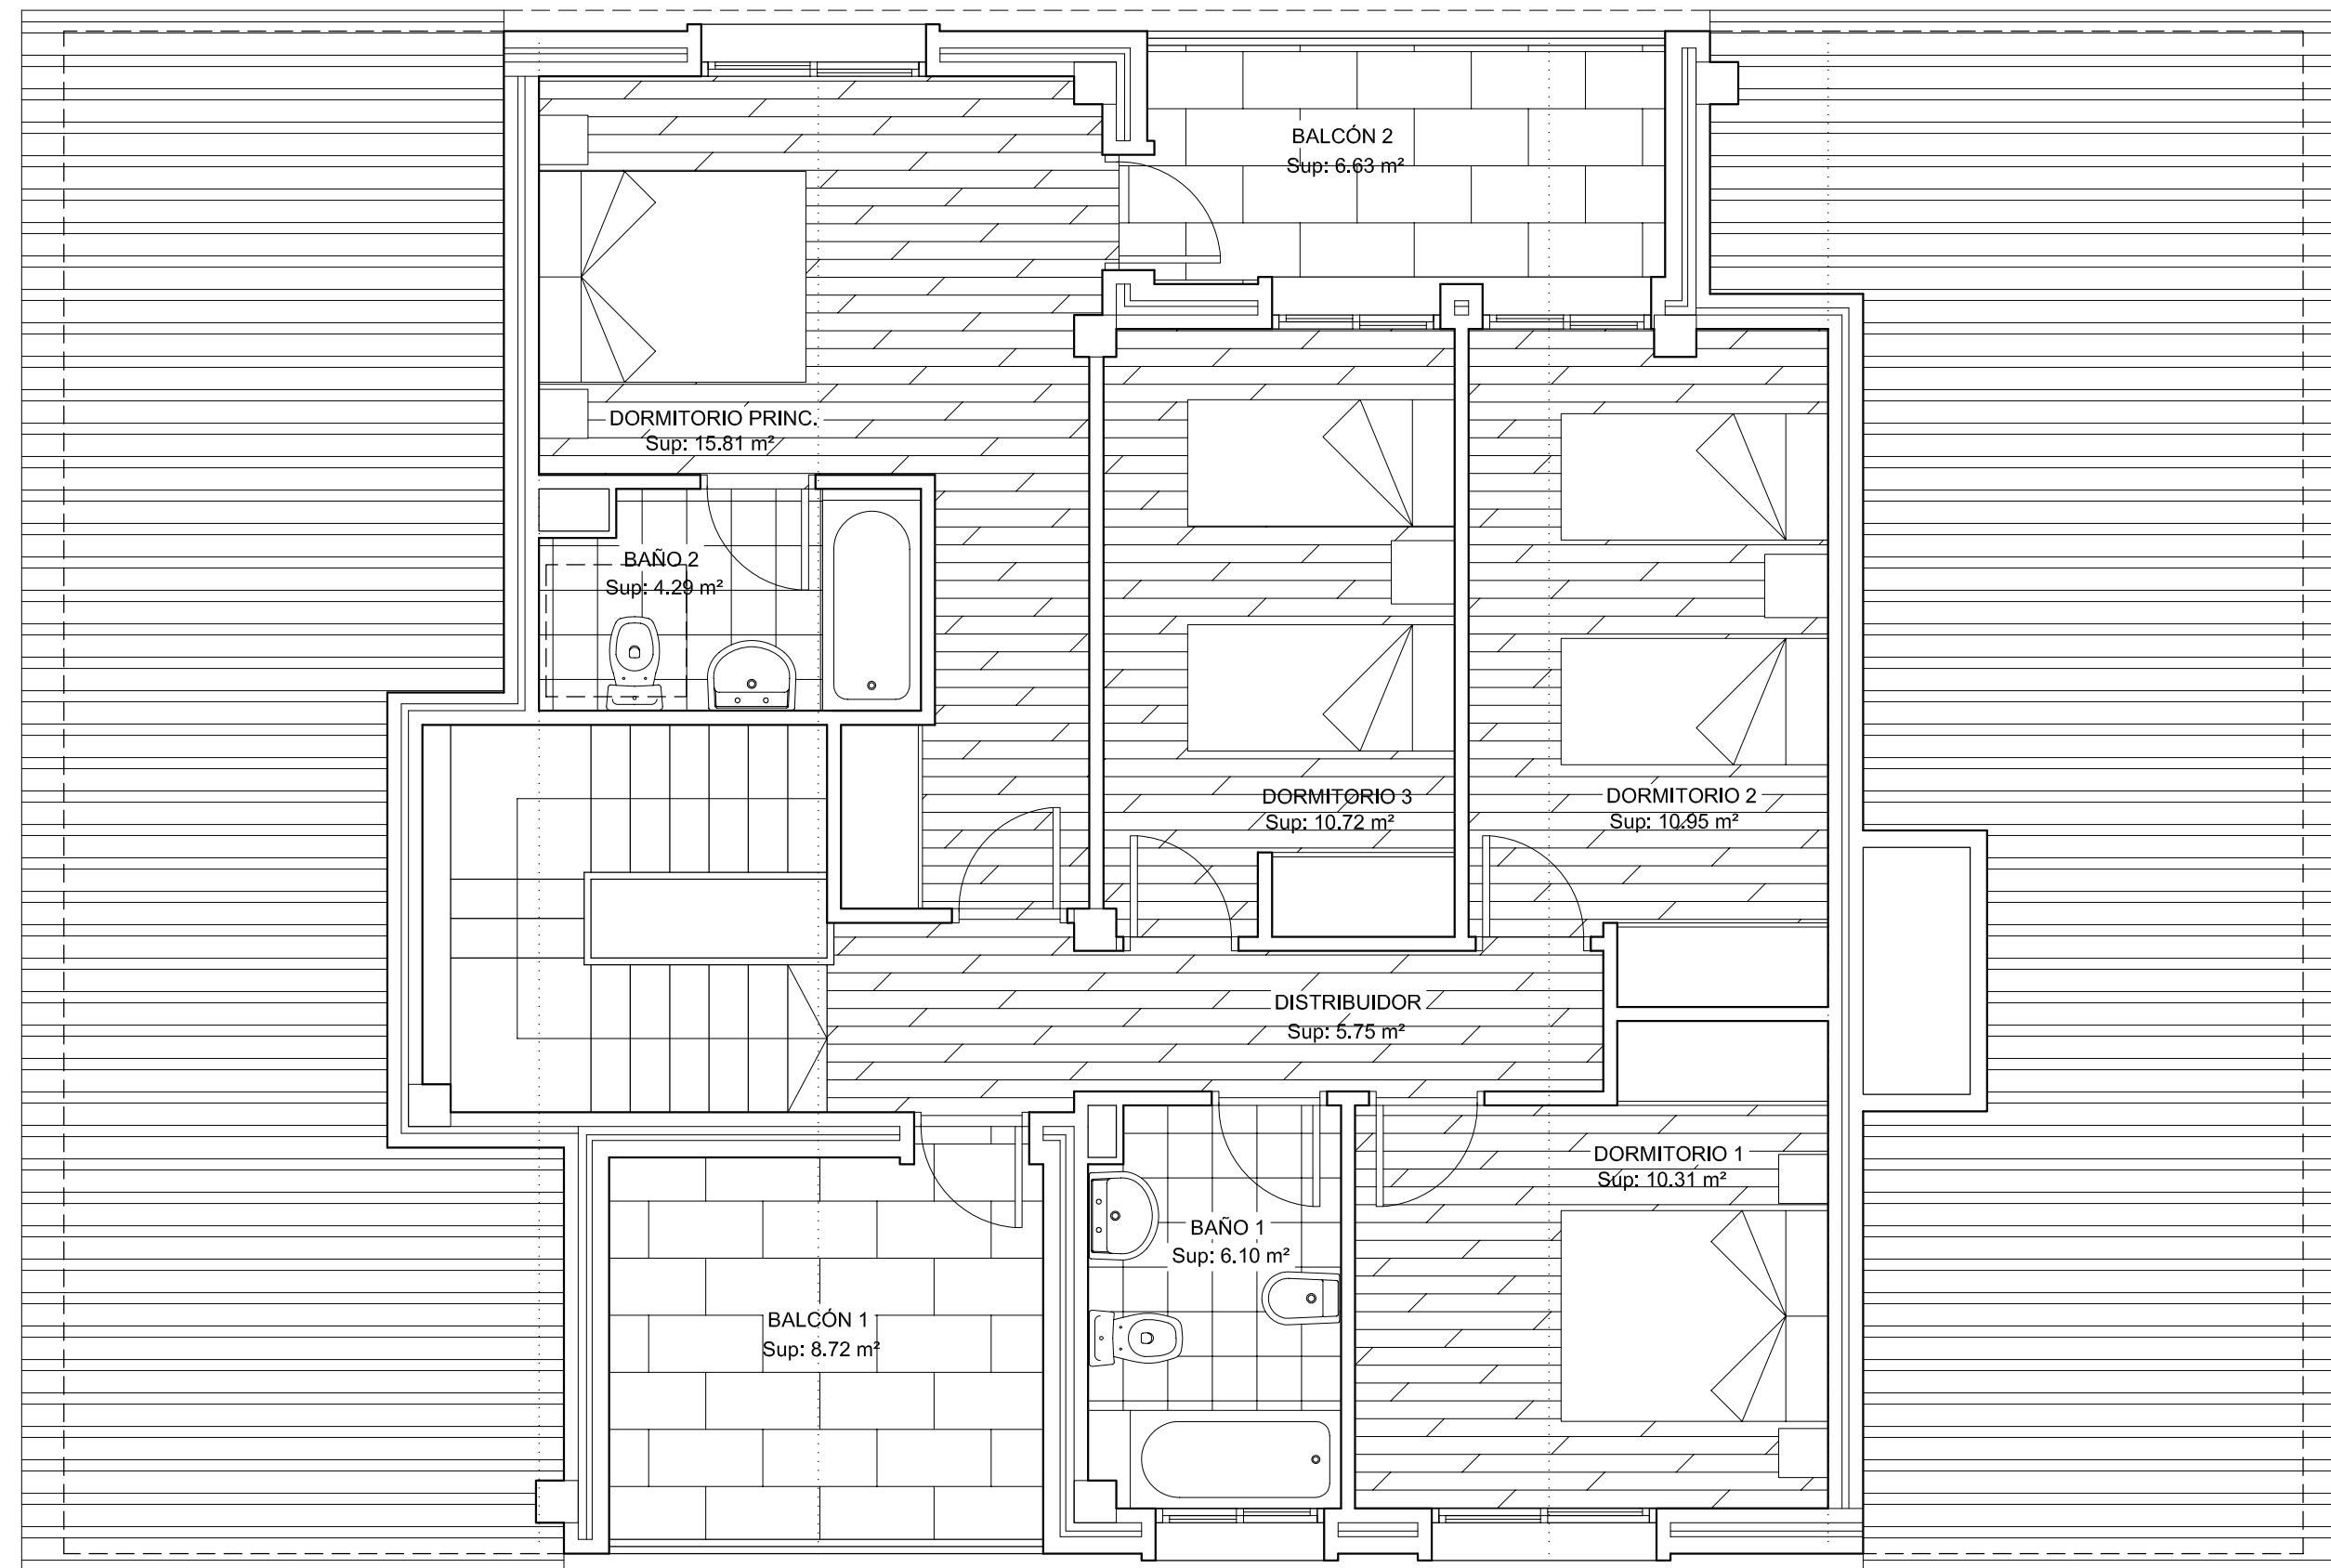 BALCÓN 2
Sup: 6.63 m²
DORMITORIO PRINC.
Sup: 15.81 m²
BAÑO 2
Sup: 4.29 m²
DORMITORIO 3
Sup: 10.72 m²
DORMITORIO 2
Sup: 10.95 m²
DISTRIBUIDOR
Sup: 5.75 m²
DORMITORIO 1
Sup: 10.31 m²
BAÑO 1
Sup: 6.10 m²
BALCÓN 1
Sup: 8.72 m²